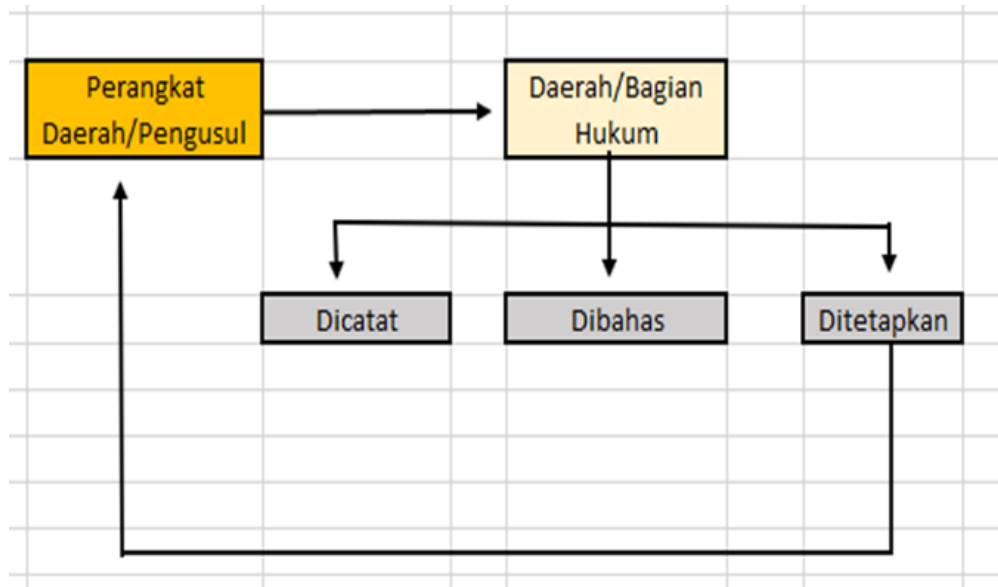 Perangkat
Daerah/Pengusul
Daerah/Bagian
Hukum
Dicatat
Dibahas
Ditetapkan